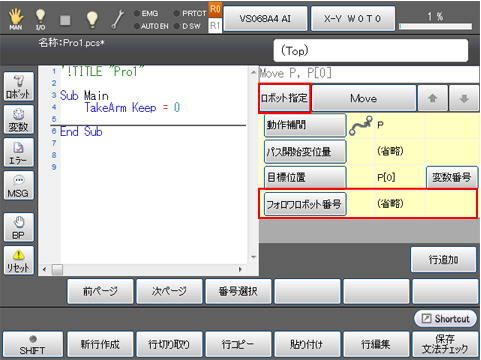 EMG PRTCT R0
MAN I/O AUTO EN D SW R1
VS068A4 AI X-Y W0T0 1 %
名称:Pro1.pcs*
(Top)
1 '!TITLE "Pro1"
2
3 Sub Main
4 TakeArm Keep = 0
5
6 End Sub
7
8
9
Move P, P[0]
ロボット指定 Move
動作補間 P
パス開始変位量 (省略)
目標位置 P[0] 変数番号
フォロワロボット番号 (省略)
ロボット
変数
エラー
MSG
BP
リセット
行追加
前ページ 次ページ 番号選択
Shortcut
SHIFT 新行作成 行切り取り 行コピー 貼り付け 行編集 保存
文法チェック